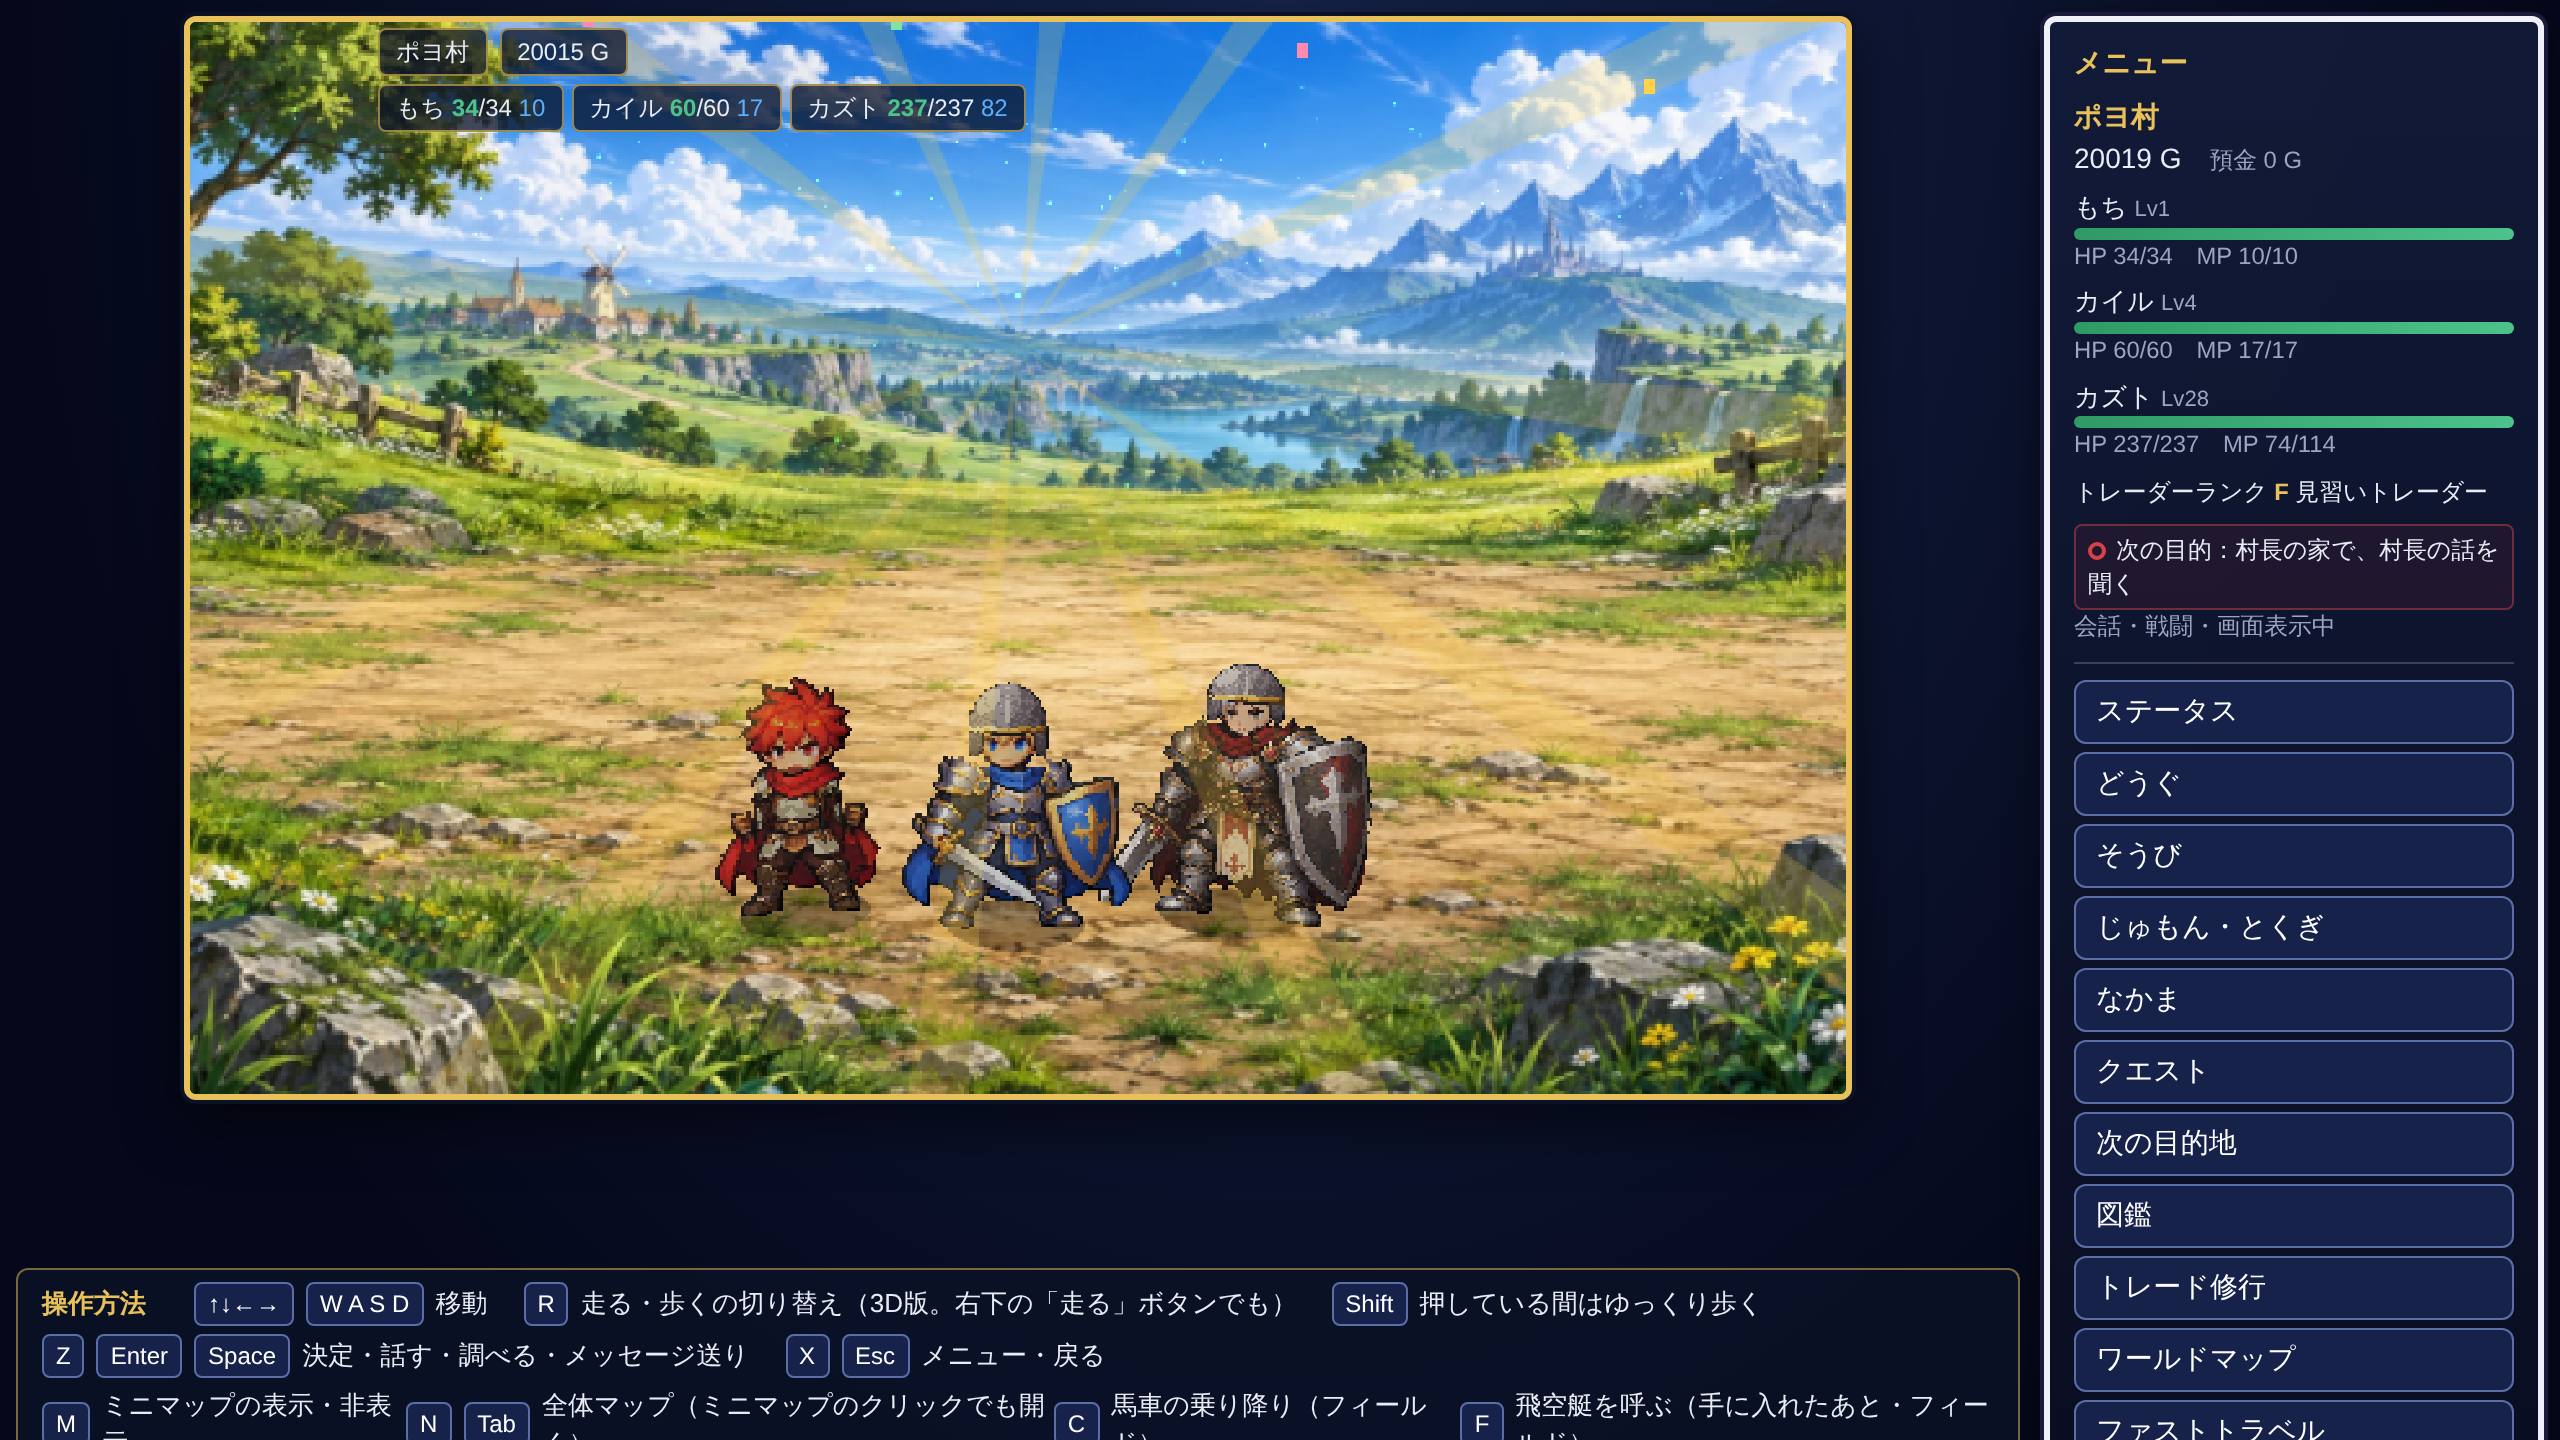 ポヨ村 20015 G
もち 34/34 10 カイル 60/60 17 カズト 237/237 82
メニュー
ポヨ村
20019 G 預金 0 G
もち Lv1
HP 34/34 MP 10/10
カイル Lv4
HP 60/60 MP 17/17
カズト Lv28
HP 237/237 MP 74/114
トレーダーランク F 見習いトレーダー
次の目的：村長の家で、村長の話を
聞く
会話・戦闘・画面表示中
ステータス
どうぐ
そうび
じゅもん・とくぎ
なかま
クエスト
次の目的地
図鑑
トレード修行
ワールドマップ
ファストトラベル
操作方法 ↑↓←→ W A S D 移動 R 走る・歩くの切り替え（3D版。右下の「走る」ボタンでも） Shift 押している間はゆっくり歩く
Z Enter Space 決定・話す・調べる・メッセージ送り X Esc メニュー・戻る
M ミニマップの表示・非表 N Tab 全体マップ（ミニマップのクリックでも開 C 馬車の乗り降り（フィール F 飛空艇を呼ぶ（手に入れたあと・フィー